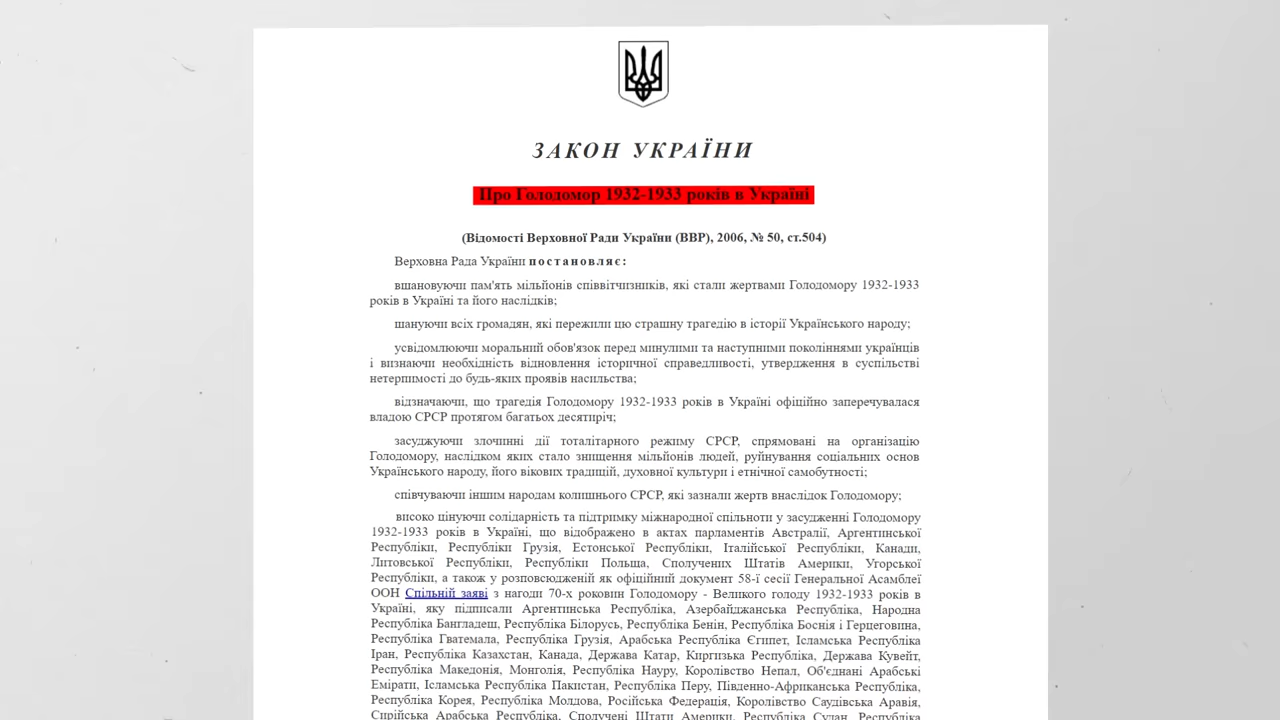 ЗАКОН УКРАЇНИ
Про Голодомор 1932-1933 років в Україні
(Відомості Верховної Ради України (ВВР), 2006, № 50, ст.504)
Верховна Рада України постановляє:
вшановуючи пам'ять мільйонів співвітчизників, які стали жертвами Голодомору 1932-1933
років в Україні та його наслідків;
шануючи всіх громадян, які пережили цю страшну трагедію в історії Українського народу;
усвідомлюючи моральний обов'язок перед минулими та наступними поколіннями українців
і визнаючи необхідність відновлення історичної справедливості, утвердження в суспільстві
нетерпимості до будь-яких проявів насильства;
відзначаючи, що трагедія Голодомору 1932-1933 років в Україні офіційно заперечувалася
владою СРСР протягом багатьох десятиріч;
засуджуючи злочинні дії тоталітарного режиму СРСР, спрямовані на організацію
Голодомору, наслідком яких стало знищення мільйонів людей, руйнування соціальних основ
Українського народу, його вікових традицій, духовної культури і етнічної самобутності;
співчуваючи іншим народам колишнього СРСР, які зазнали жертв внаслідок Голодомору;
високо цінуючи солідарність та підтримку міжнародної спільноти у засудженні Голодомору
1932-1933 років в Україні, що відображено в актах парламентів Австралії, Аргентинської
Республіки, Республіки Грузія, Естонської Республіки, Італійської Республіки, Канади,
Литовської Республіки, Республіки Польща, Сполучених Штатів Америки, Угорської
Республіки, а також у розповсюдженій як офіційний документ 58-ї сесії Генеральної Асамблеї
ООН Спільній заяві з нагоди 70-х роковин Голодомору - Великого голоду 1932-1933 років в
Україні, яку підписали Аргентинська Республіка, Азербайджанська Республіка, Народна
Республіка Бангладеш, Республіка Білорусь, Республіка Бенін, Республіка Боснія і Герцеговина,
Республіка Гватемала, Республіка Грузія, Арабська Республіка Єгипет, Ісламська Республіка
Іран, Республіка Казахстан, Канада, Держава Катар, Киргизька Республіка, Держава Кувейт,
Республіка Македонія, Монголія, Республіка Науру, Королівство Непал, Об'єднані Арабські
Емірати, Ісламська Республіка Пакистан, Республіка Перу, Південно-Африканська Республіка,
Республіка Корея, Республіка Молдова, Російська Федерація, Королівство Саудівська Аравія,
Сирійська Арабська Республіка, Сполучені Штати Америки, Республіка Судан, Республіка